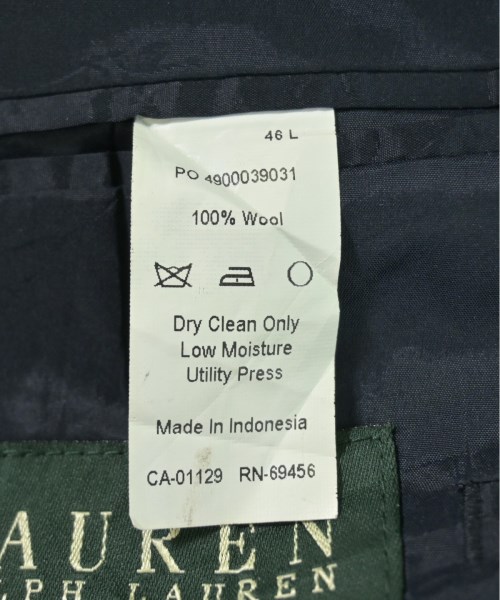 46 L
PO 4900039031
100% Wool
Dry Clean Only
Low Moisture
Utility Press
Made In Indonesia
CA-01129 RN-69456
AUREN
LPH LAUREN